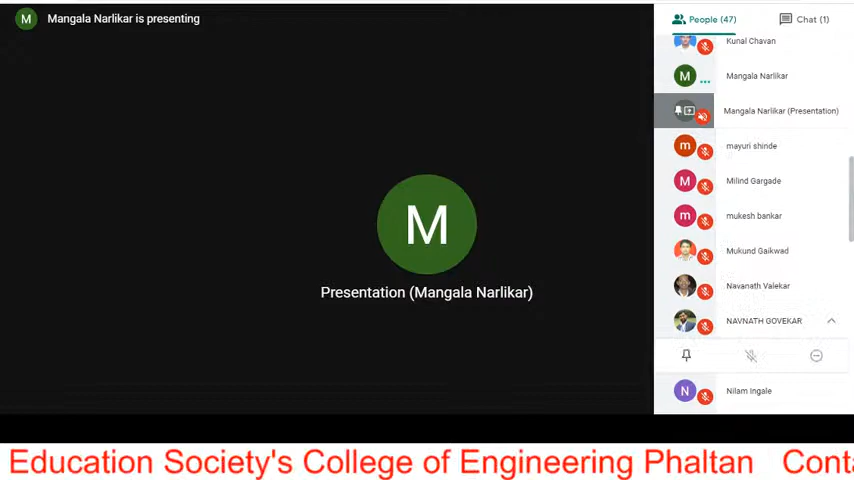 M Mangala Narlikar is presenting
M
Presentation (Mangala Narlikar)
People (47) Chat (1)
Kunal Chavan
M Mangala Narlikar
Mangala Narlikar (Presentation)
m mayuri shinde
M Milind Gargade
m mukesh bankar
Mukund Gaikwad
Navanath Valekar
NAVNATH GOVEKAR
N Nilam Ingale
Education Society's College of Engineering Phaltan Conta